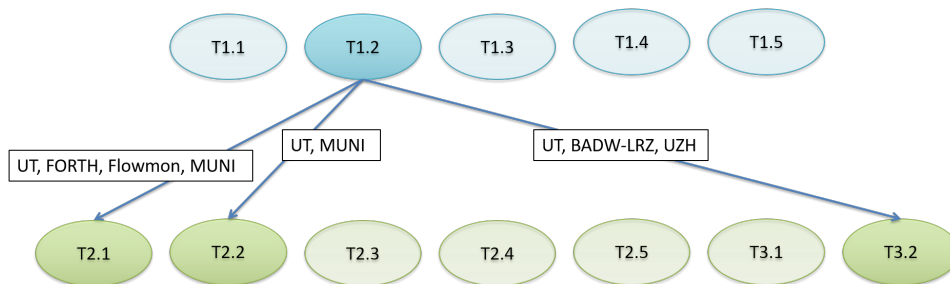 T1.1 T1.2 T1.3 T1.4 T1.5
UT, MUNI
UT, BADW-LRZ, UZH
UT, FORTH, Flowmon, MUNI
T2.1 T2.2 T2.3 T2.4 T2.5 T3.1 T3.2